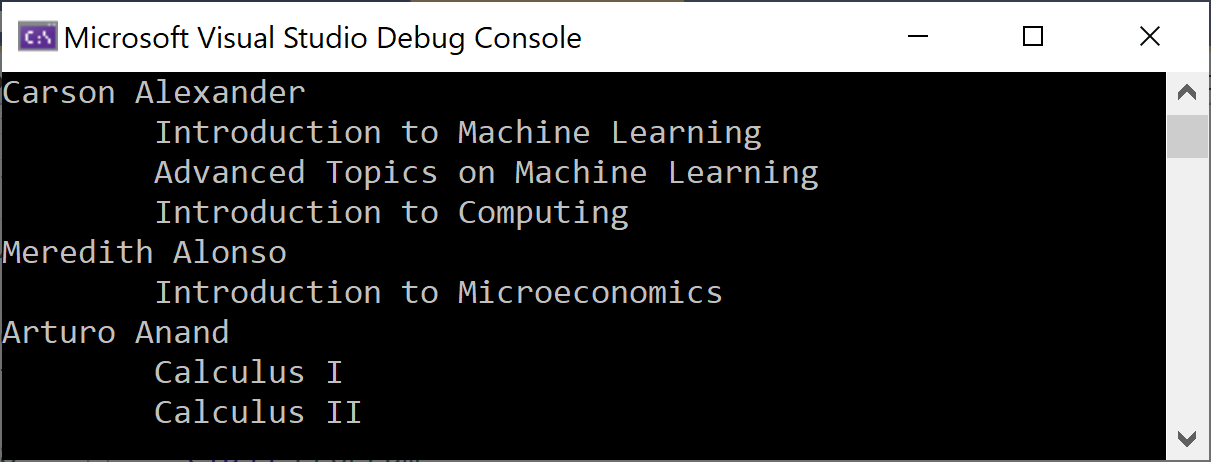 Microsoft Visual Studio Debug Console
Carson Alexander
Introduction to Machine Learning
Advanced Topics on Machine Learning
Introduction to Computing
Meredith Alonso
Introduction to Microeconomics
Arturo Anand
Calculus I
Calculus II